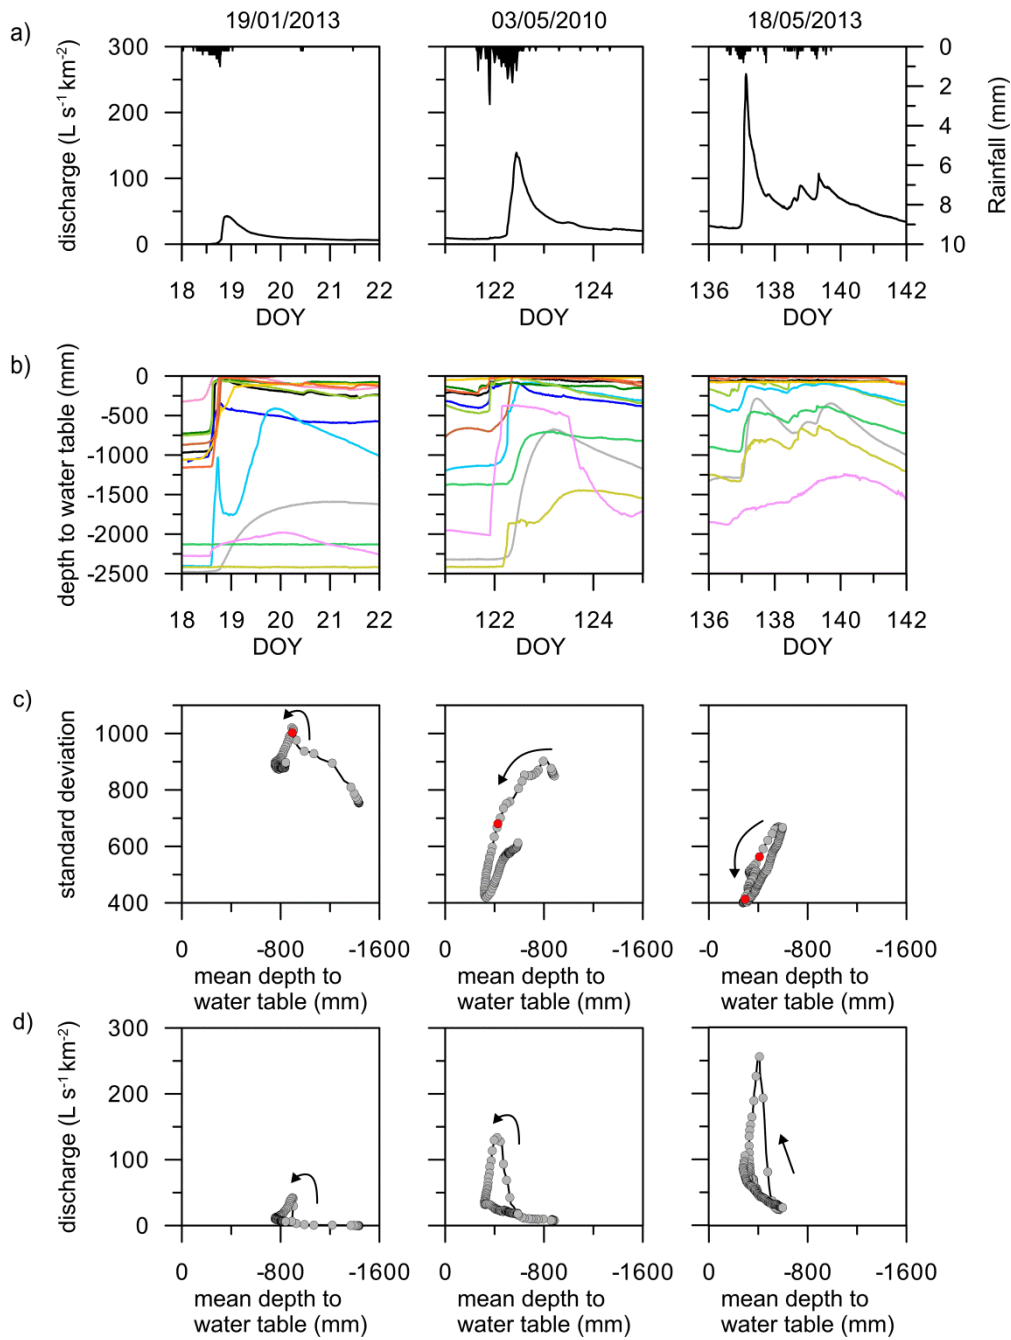 19/01/2013 03/05/2010 18/05/2013
a)
300 0
200 2
100 4
0 6
8
10
discharge (L s⁻¹ km⁻²)
Rainfall (mm)
18 19 20 21 22 122 124 136 138 140 142
DOY DOY DOY
b)
0
-500
-1000
-1500
-2000
-2500
depth to water table (mm)
18 19 20 21 22 122 124 136 138 140 142
DOY DOY DOY
c)
1000
800
600
400
standard deviation
0 -800 -1600 0 -800 -1600 -0 -800 -1600
mean depth to mean depth to mean depth to
water table (mm) water table (mm) water table (mm)
d)
300
200
100
0
discharge (L s⁻¹ km⁻²)
0 -800 -1600 0 -800 -1600 0 -800 -1600
mean depth to mean depth to mean depth to
water table (mm) water table (mm) water table (mm)